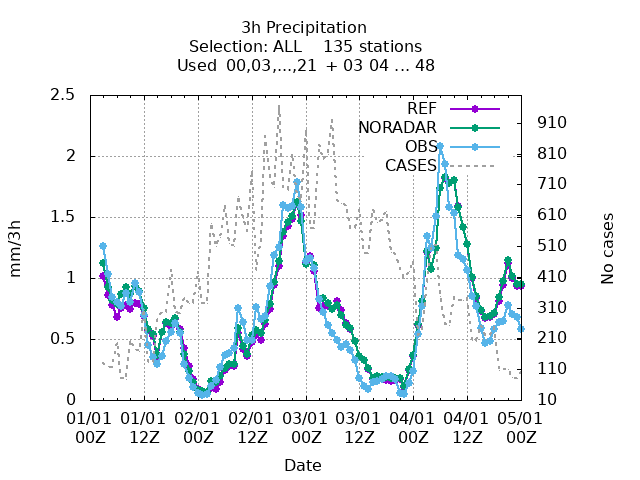 3h Precipitation
Selection: ALL 135 stations
Used 00,03,...,21 + 03 04 ... 48
REF
NORADAR
OBS
CASES
2.5
2
1.5
1
0.5
0
mm/3h
910
810
710
610
510
410
310
210
110
10
No cases
01/01 01/01 02/01 02/01 03/01 03/01 04/01 04/01 05/01
00Z 12Z 00Z 12Z 00Z 12Z 00Z 12Z 00Z
Date